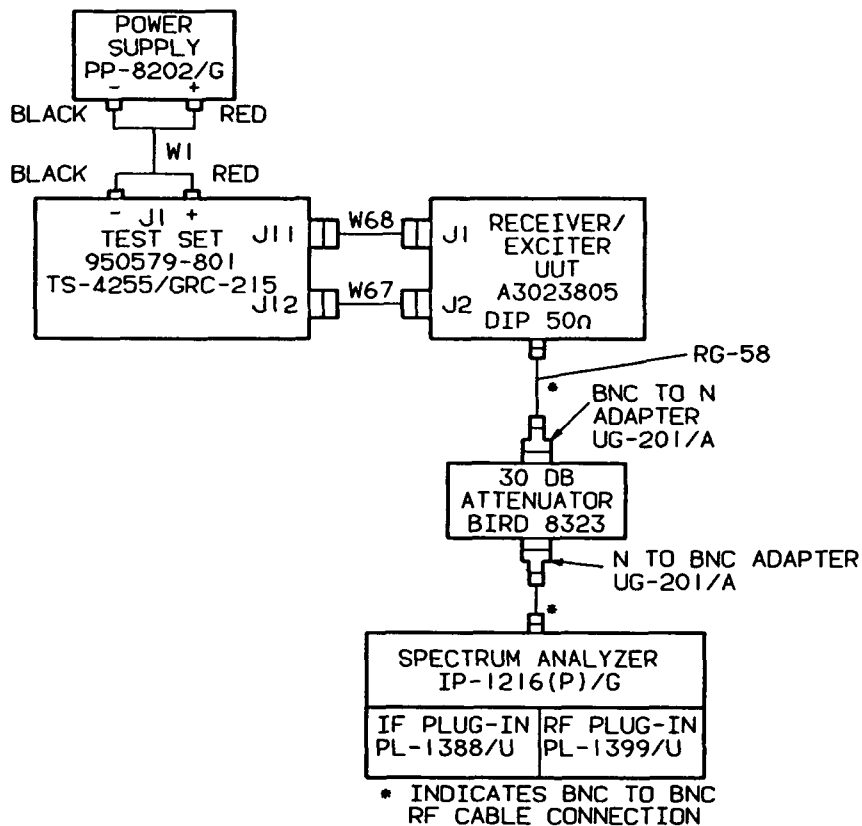 POWER
SUPPLY
PP-8202/G
- +
BLACK RED
W1
BLACK RED
- J1 +
TEST SET
950579-801
TS-4255/GRC-215
J11
J12
W68
W67
J1
J2
RECEIVER/
EXCITER
UUT
A3023805
DIP 50Ω
RG-58
*
BNC TO N
ADAPTER
UG-201/A
30 DB
ATTENUATOR
BIRD 8323
N TO BNC ADAPTER
UG-201/A
*
SPECTRUM ANALYZER
IP-1216(P)/G
IF PLUG-IN
PL-1388/U
RF PLUG-IN
PL-1399/U
* INDICATES BNC TO BNC
RF CABLE CONNECTION